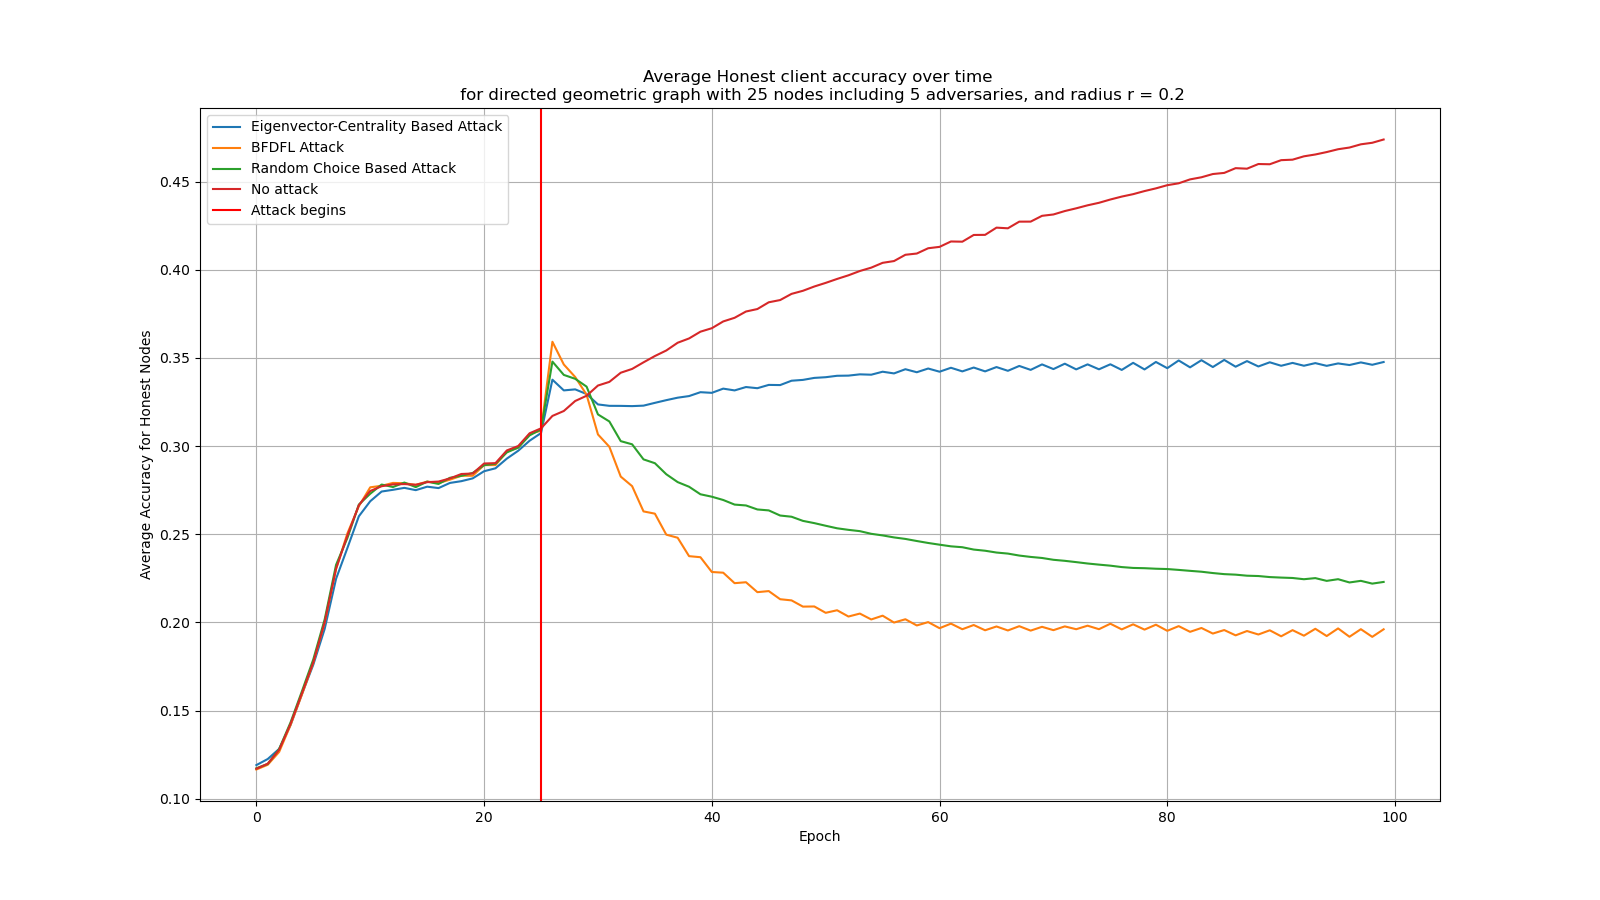 Average Honest client accuracy over time
for directed geometric graph with 25 nodes including 5 adversaries, and radius r = 0.2
Eigenvector-Centrality Based Attack
BFDFL Attack
Random Choice Based Attack
No attack
Attack begins
Average Accuracy for Honest Nodes
0.45
0.40
0.35
0.30
0.25
0.20
0.15
0.10
0 20 40 60 80 100
Epoch